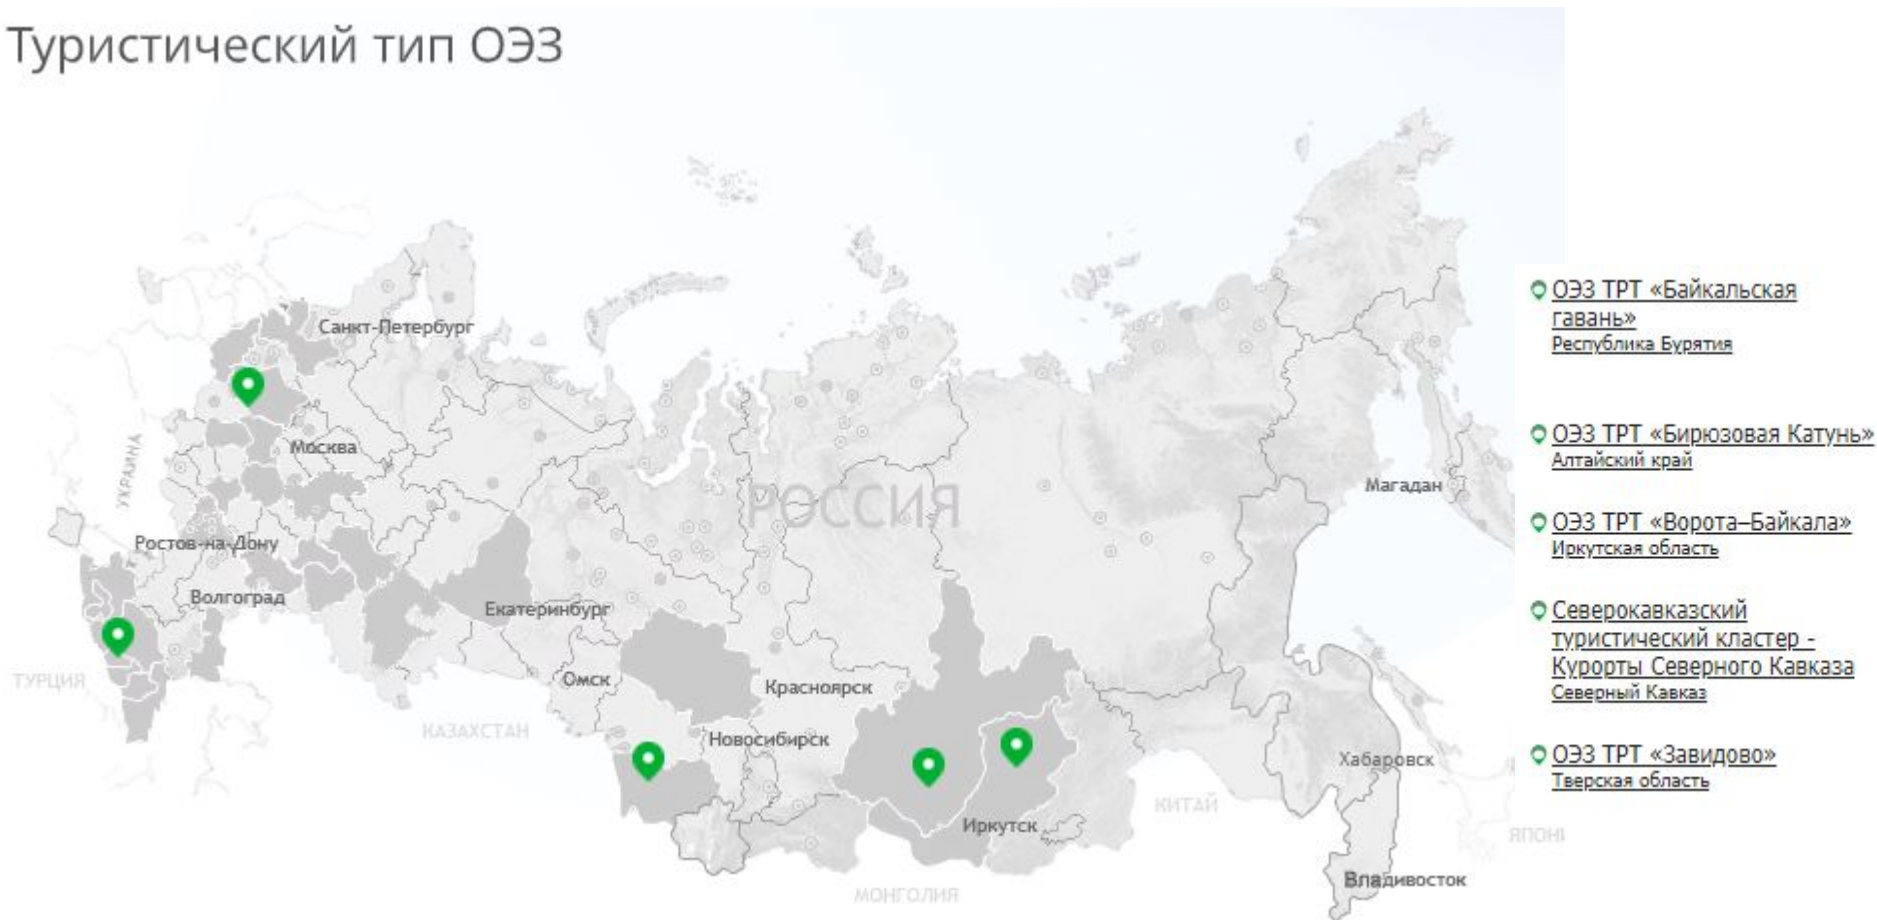 Туристический тип ОЭЗ
Санкт-Петербург
Москва
УКРАИНА
РОССИЯ
Магадан
Ростов-на-Дону
Волгоград
Екатеринбург
ТУРЦИЯ
Омск
Красноярск
КАЗАХСТАН
Новосибирск
Хабаровск
КИТАЙ
Иркутск
ЯПОНІ
Владивосток
МОНГОЛИЯ
ОЭЗ ТРТ «Байкальская
гавань»
Республика Бурятия
ОЭЗ ТРТ «Бирюзовая Катунь»
Алтайский край
ОЭЗ ТРТ «Ворота–Байкала»
Иркутская область
Северокавказский
туристический кластер -
Курорты Северного Кавказа
Северный Кавказ
ОЭЗ ТРТ «Завидово»
Тверская область